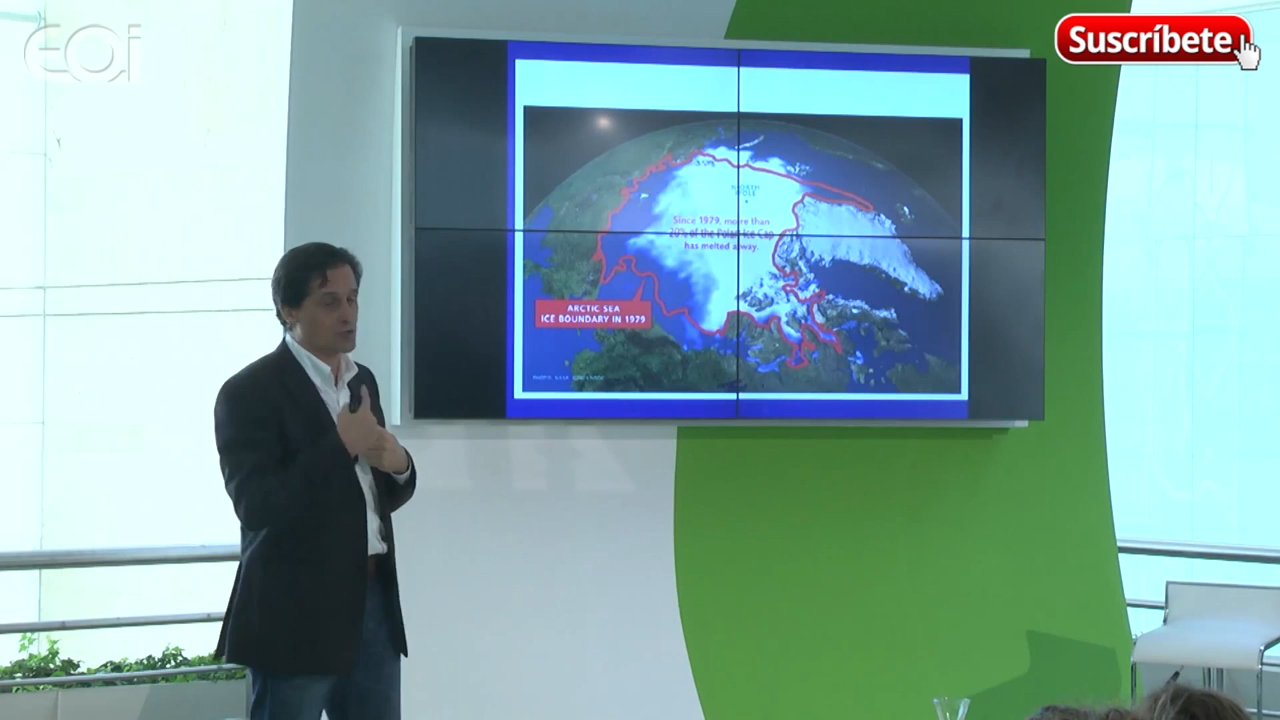 eoi
Suscríbete
NORTH
POLE
Since 1979, more than
20% of the Polar Ice Cap
has melted away.
ARCTIC SEA
ICE BOUNDARY IN 1979